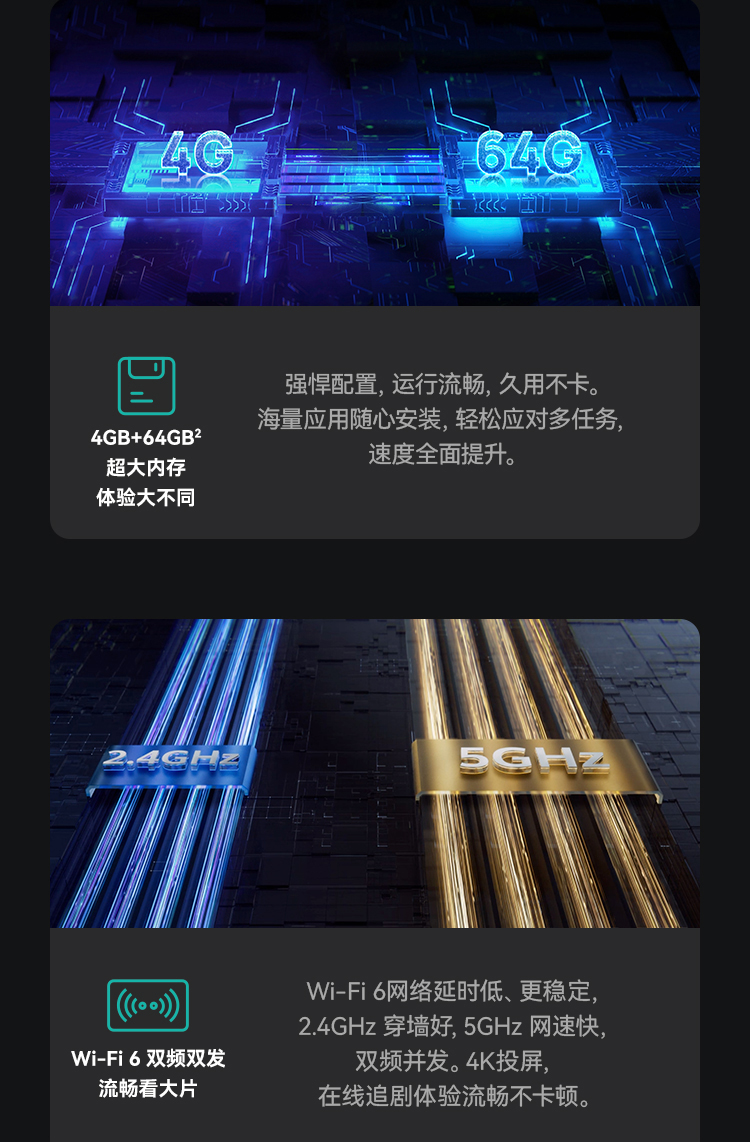 4G
64G
4GB+64GB²
超大内存
体验大不同
强悍配置, 运行流畅, 久用不卡。
海量应用随心安装, 轻松应对多任务,
速度全面提升。
2.4GHz
5GHz
Wi-Fi 6 双频双发
流畅看大片
Wi-Fi 6网络延时低、更稳定,
2.4GHz 穿墙好, 5GHz 网速快,
双频并发。4K投屏,
在线追剧体验流畅不卡顿。